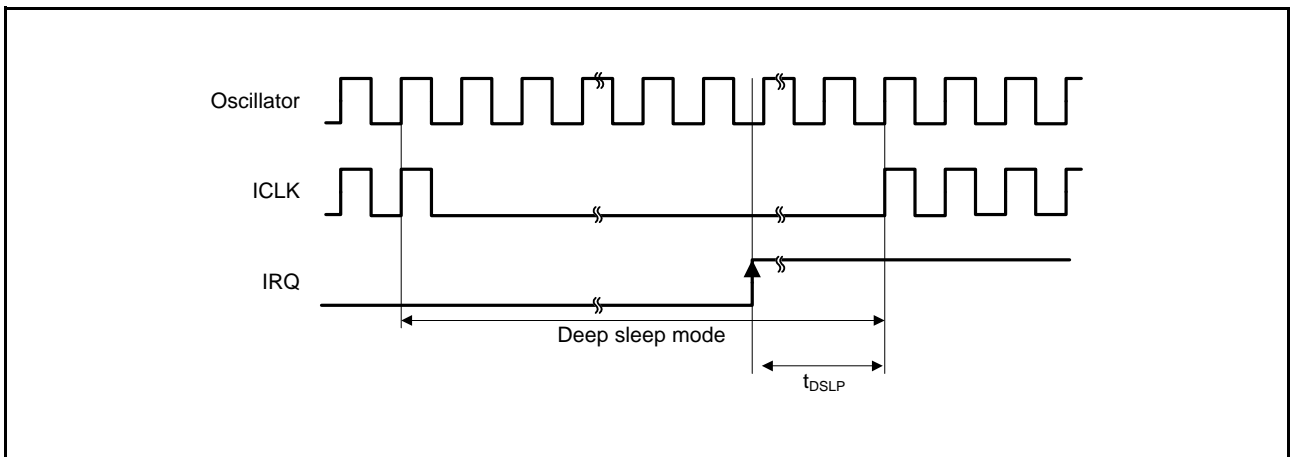 Oscillator
ICLK
IRQ
Deep sleep mode
tDSLP